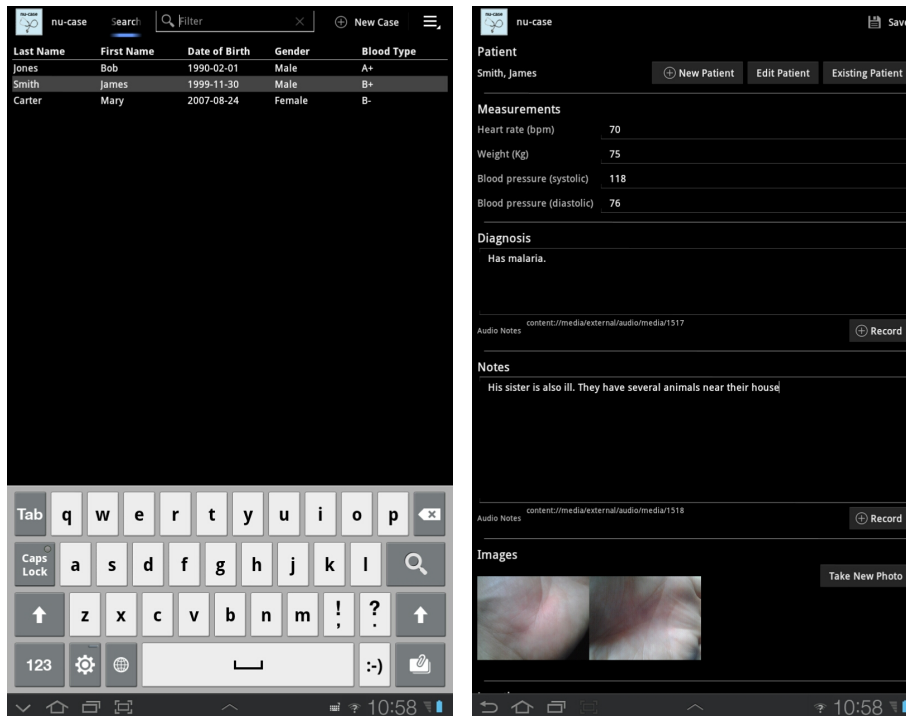 nu-case Search Filter New Case
Last Name First Name Date of Birth Gender Blood Type
Jones Bob 1990-02-01 Male A+
Smith James 1999-11-30 Male B+
Carter Mary 2007-08-24 Female B-
Tab q w e r t y u i o p
Caps Lock a s d f g h j k l
z x c v b n m ! , ? .
123 :-)
10:58
nu-case Save
Patient
Smith, James New Patient Edit Patient Existing Patient
Measurements
Heart rate (bpm) 70
Weight (Kg) 75
Blood pressure (systolic) 118
Blood pressure (diastolic) 76
Diagnosis
Has malaria.
Audio Notes content://media/external/audio/media/1517 Record
Notes
His sister is also ill. They have several animals near their house
Audio Notes content://media/external/audio/media/1518 Record
Images
Take New Photo
10:58